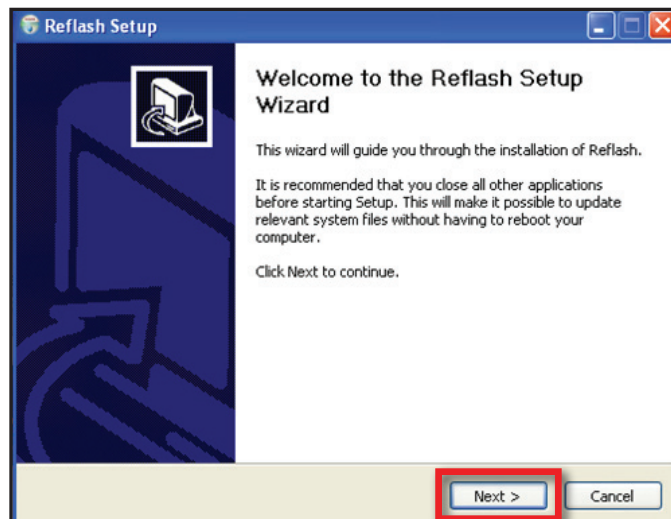 Reflash Setup
Welcome to the Reflash Setup
Wizard
This wizard will guide you through the installation of Reflash.
It is recommended that you close all other applications
before starting Setup. This will make it possible to update
relevant system files without having to reboot your
computer.
Click Next to continue.
Next >
Cancel